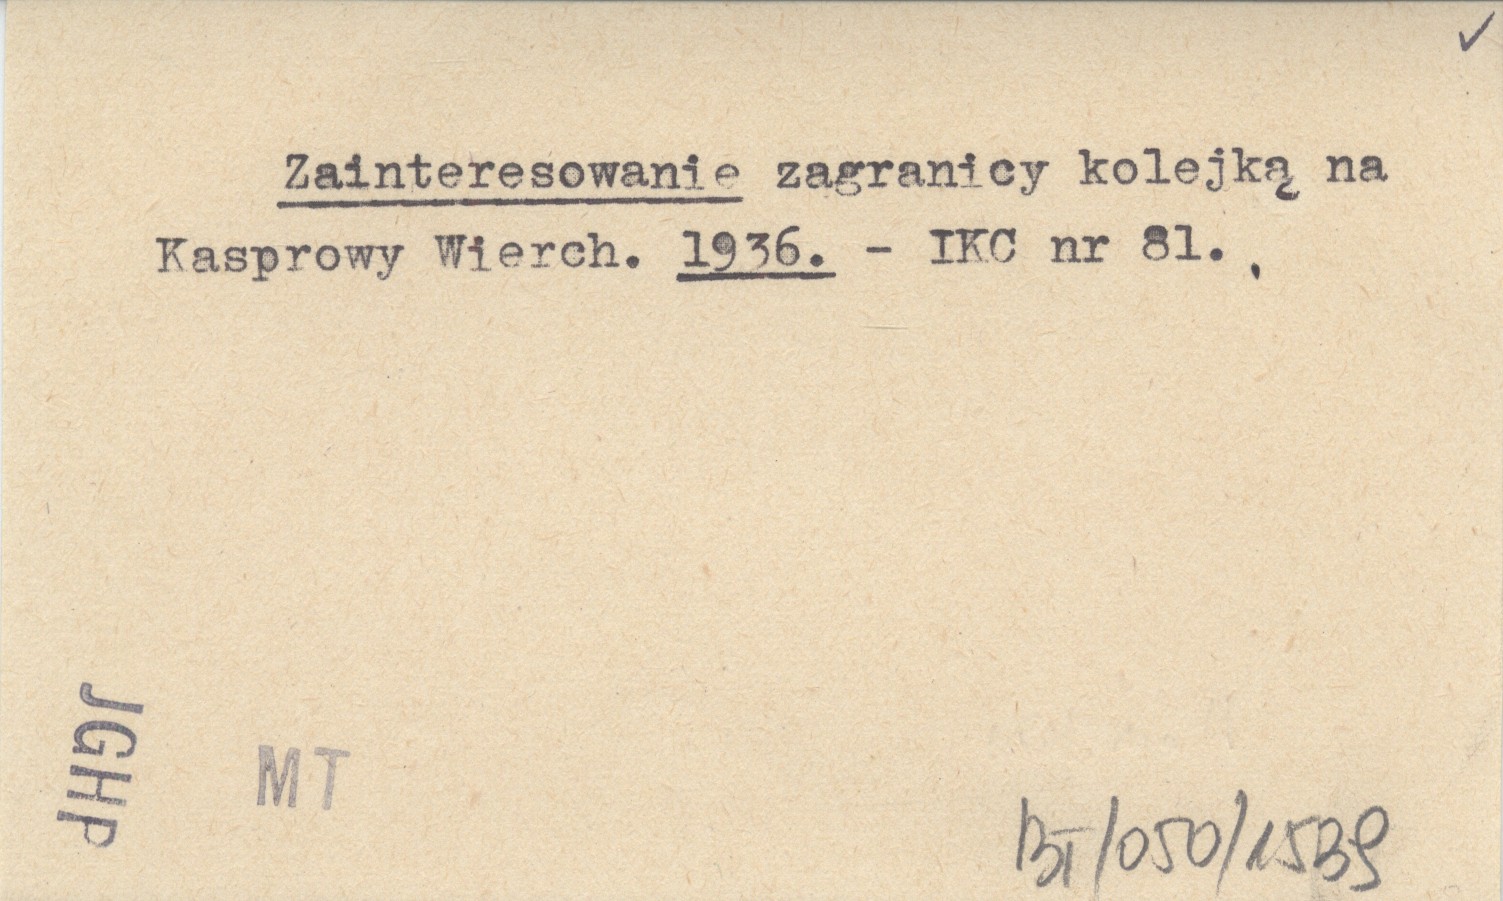 Zainteresowanie zagranicy kolejką na
Kasprowy Wierch. 1936. - IKC nr 81.
JGHP
MT
BT/050/1539